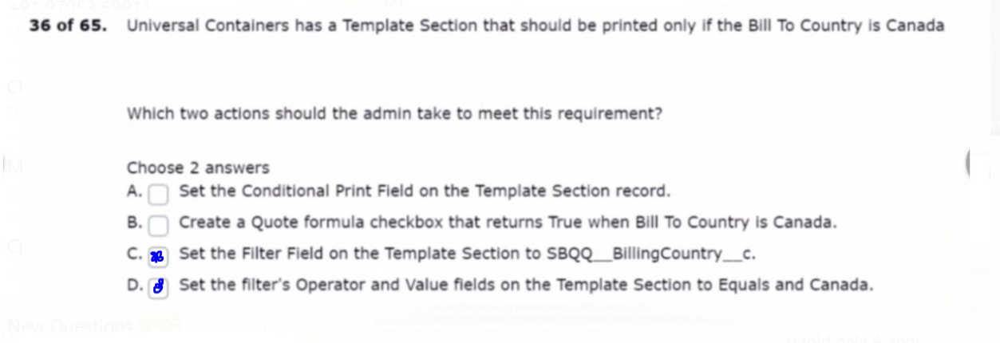 36 of 65. Universal Containers has a Template Section that should be printed only if the Bill To Country is Canada
Which two actions should the admin take to meet this requirement?
Choose 2 answers
A. Set the Conditional Print Field on the Template Section record.
B. Create a Quote formula checkbox that returns True when Bill To Country is Canada.
C. Set the Filter Field on the Template Section to SBQQ__BillingCountry__c.
D. Set the filter's Operator and Value fields on the Template Section to Equals and Canada.
New Questions